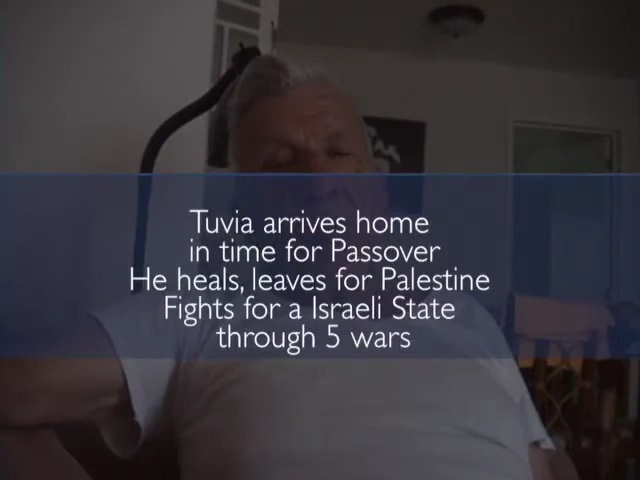 Tuvia arrives home
in time for Passover
He heals, leaves for Palestine
Fights for a Israeli State
through 5 wars